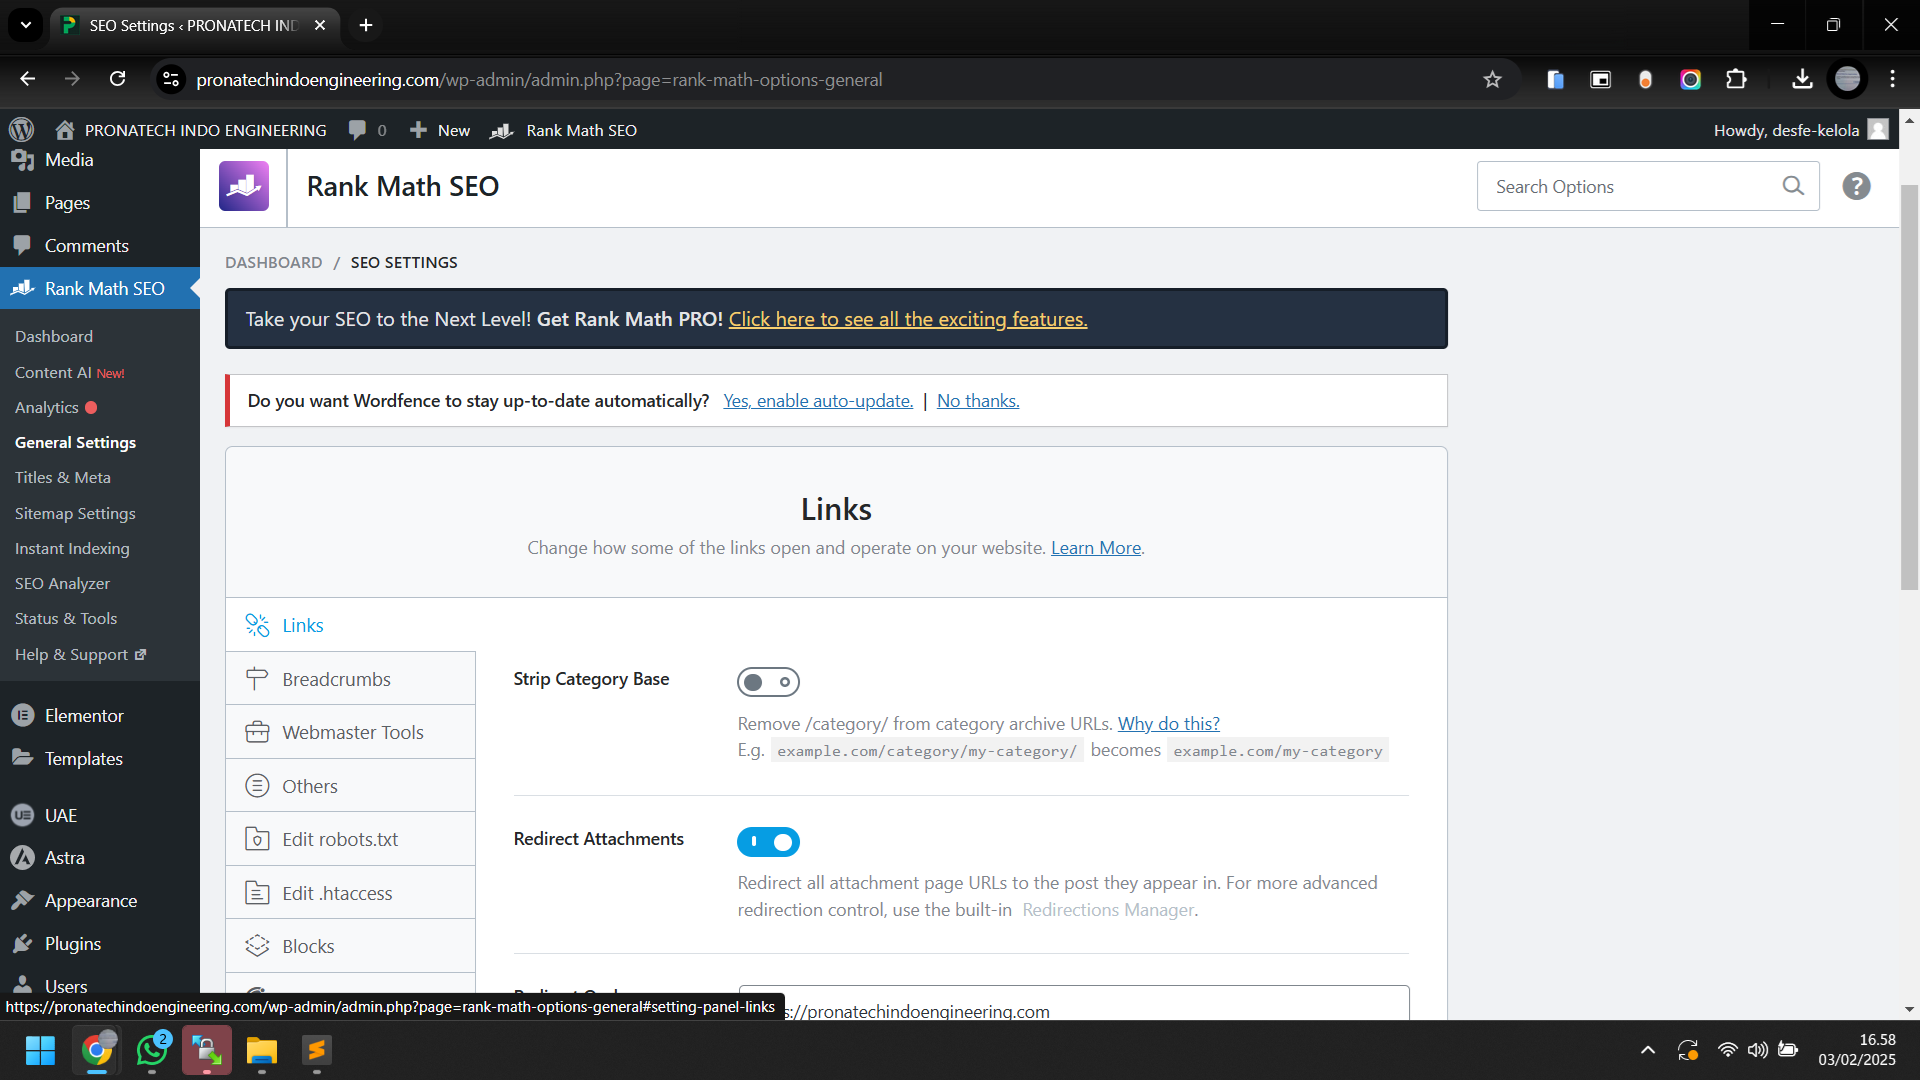 SEO Settings ‹ PRONATECH IND
pronatechindoengineering.com/wp-admin/admin.php?page=rank-math-options-general
PRONATECH INDO ENGINEERING
0
New
Rank Math SEO
Howdy, desfe-kelola
Media
Pages
Comments
Rank Math SEO
Dashboard
Content AI New!
Analytics
General Settings
Titles & Meta
Sitemap Settings
Instant Indexing
SEO Analyzer
Status & Tools
Help & Support
Elementor
Templates
UAE
Astra
Appearance
Plugins
Users
Rank Math SEO
Search Options
DASHBOARD / SEO SETTINGS
Take your SEO to the Next Level! Get Rank Math PRO! Click here to see all the exciting features.
Do you want Wordfence to stay up-to-date automatically? Yes, enable auto-update. | No thanks.
Links
Change how some of the links open and operate on your website. Learn More.
Links
Breadcrumbs
Webmaster Tools
Others
Edit robots.txt
Edit .htaccess
Blocks
Strip Category Base
Remove /category/ from category archive URLs. Why do this?
E.g. example.com/category/my-category/ becomes example.com/my-category
Redirect Attachments
Redirect all attachment page URLs to the post they appear in. For more advanced
redirection control, use the built-in Redirections Manager.
s://pronatechindoengineering.com
https://pronatechindoengineering.com/wp-admin/admin.php?page=rank-math-options-general#setting-panel-links
2
16.58
03/02/2025